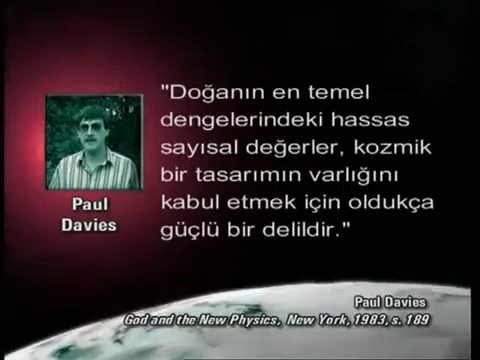 "Doğanın en temel
dengelerindeki hassas
sayısal değerler, kozmik
bir tasarımın varlığını
kabul etmek için oldukça
güçlü bir delildir."
Paul
Davies
Paul Davies
God and the New Physics, New York, 1983, s. 189